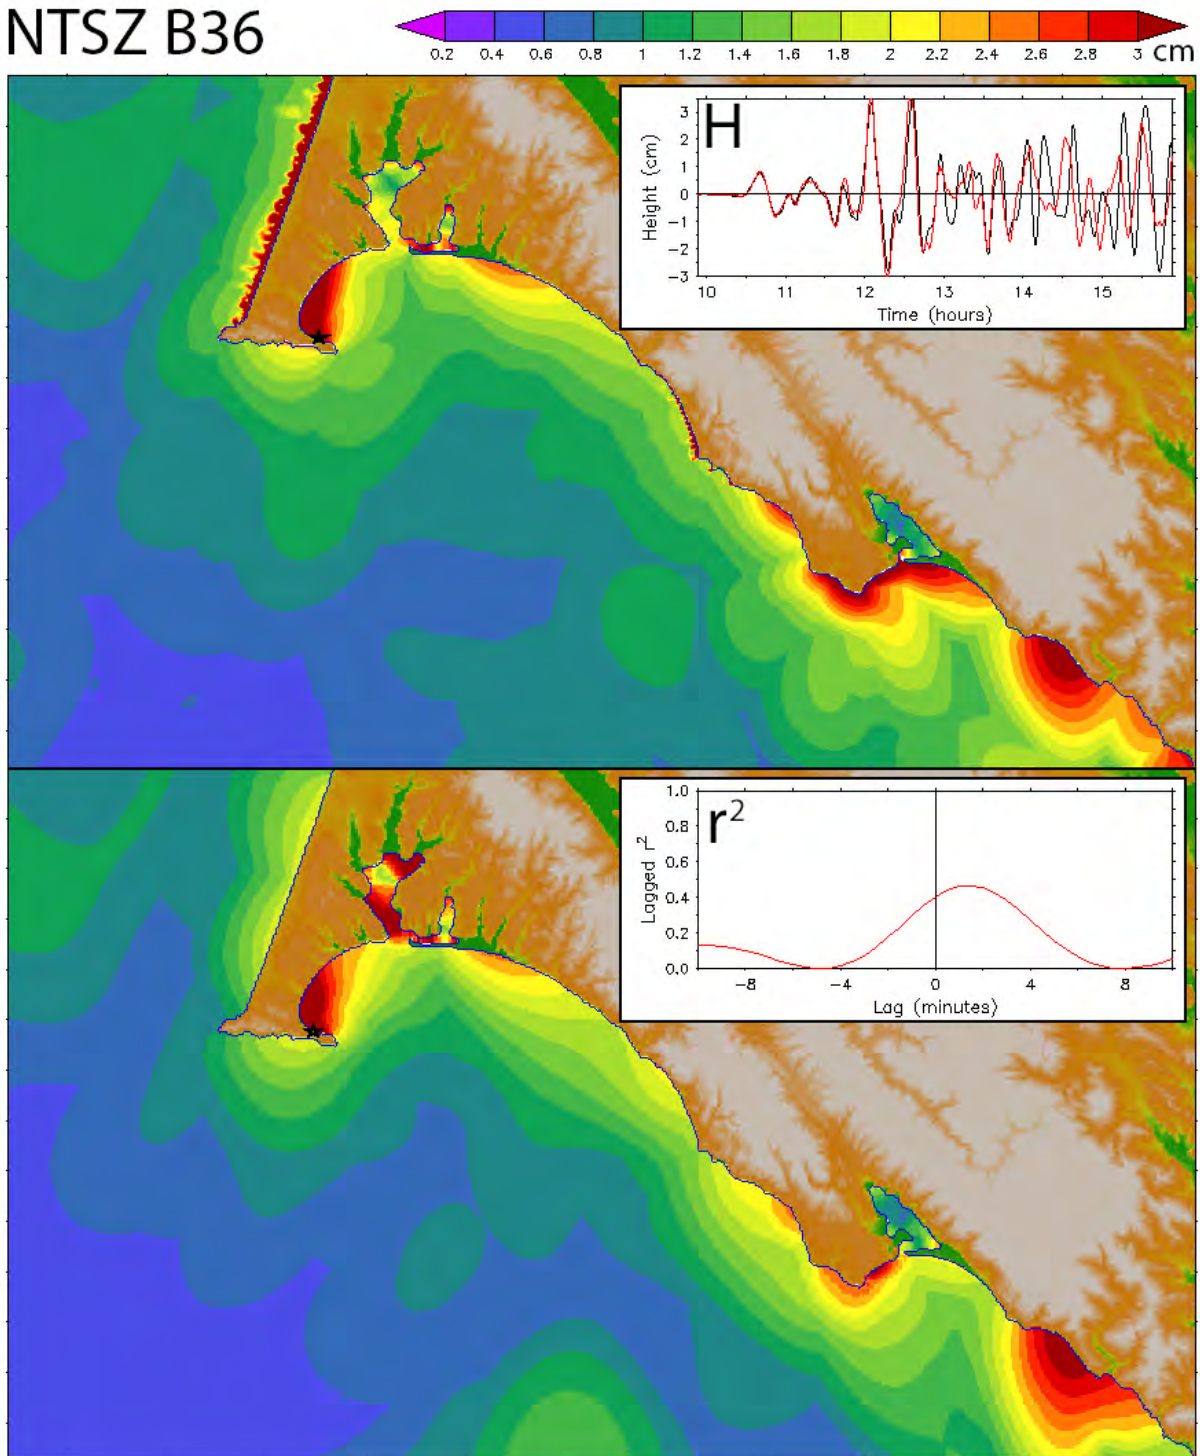 NTSZ B36
0.2 0.4 0.6 0.8 1 1.2 1.4 1.6 1.8 2 2.2 2.4 2.6 2.8 3 cm
H
Height (cm)
3
2
1
0
−1
−2
−3
10 11 12 13 14 15
Time (hours)
r²
Lagged r²
1.0
0.8
0.6
0.4
0.2
0.0
−8 −4 0 4 8
Lag (minutes)